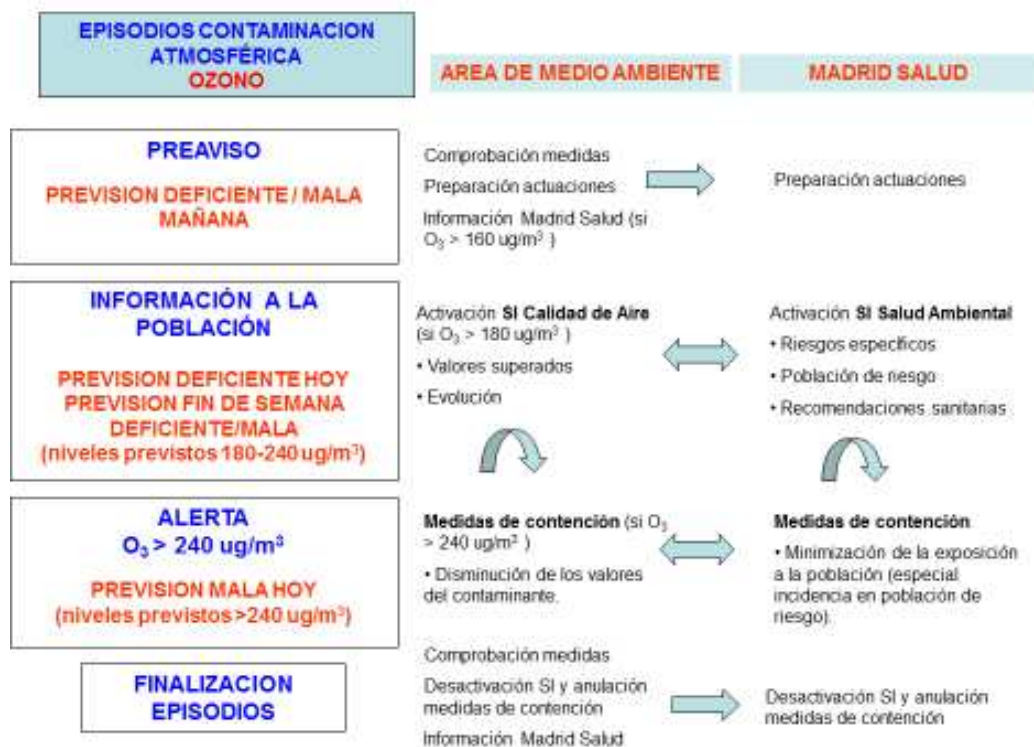 EPISODIOS CONTAMINACION
ATMOSFÉRICA
OZONO
AREA DE MEDIO AMBIENTE
MADRID SALUD
PREAVISO
PREVISION DEFICIENTE / MALA
MAÑANA
Comprobación medidas
Preparación actuaciones
Información Madrid Salud (si
O₃ > 160 ug/m³ )
Preparación actuaciones
INFORMACIÓN A LA
POBLACIÓN
PREVISION DEFICIENTE HOY
PREVISION FIN DE SEMANA
DEFICIENTE/MALA
(niveles previstos 180-240 ug/m³)
Activación SI Calidad de Aire
(si O₃ > 180 ug/m³ )
• Valores superados
• Evolución
Activación SI Salud Ambiental
• Riesgos específicos
• Población de riesgo
• Recomendaciones sanitarias
ALERTA
O₃ > 240 ug/m³
PREVISION MALA HOY
(niveles previstos >240 ug/m³)
Medidas de contención (si O₃
> 240 ug/m³ )
• Disminución de los valores
del contaminante.
Medidas de contención
• Minimización de la exposición
a la población (especial
incidencia en población de
riesgo).
FINALIZACION
EPISODIOS
Comprobación medidas
Desactivación SI y anulación
medidas de contención
Información Madrid Salud
Desactivación SI y anulación
medidas de contención